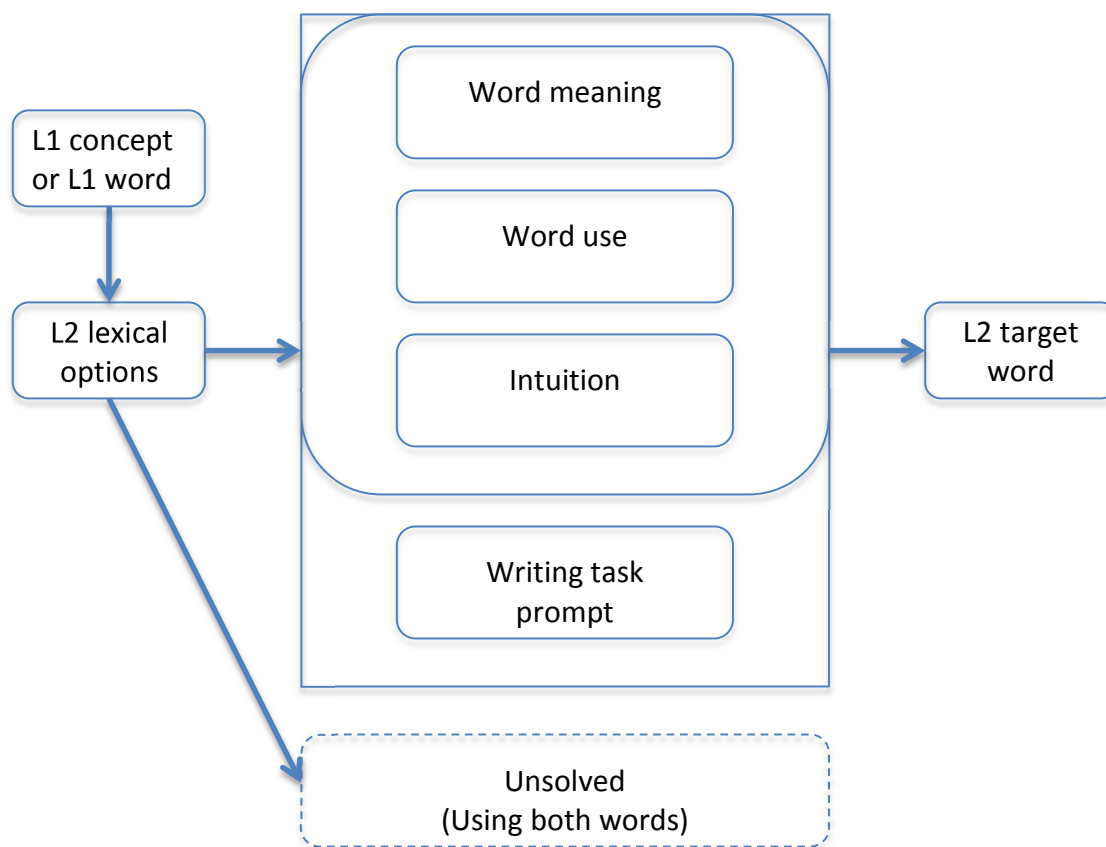 L1 concept
or L1 word
L2 lexical
options
Word meaning
Word use
Intuition
Writing task
prompt
L2 target
word
Unsolved
(Using both words)